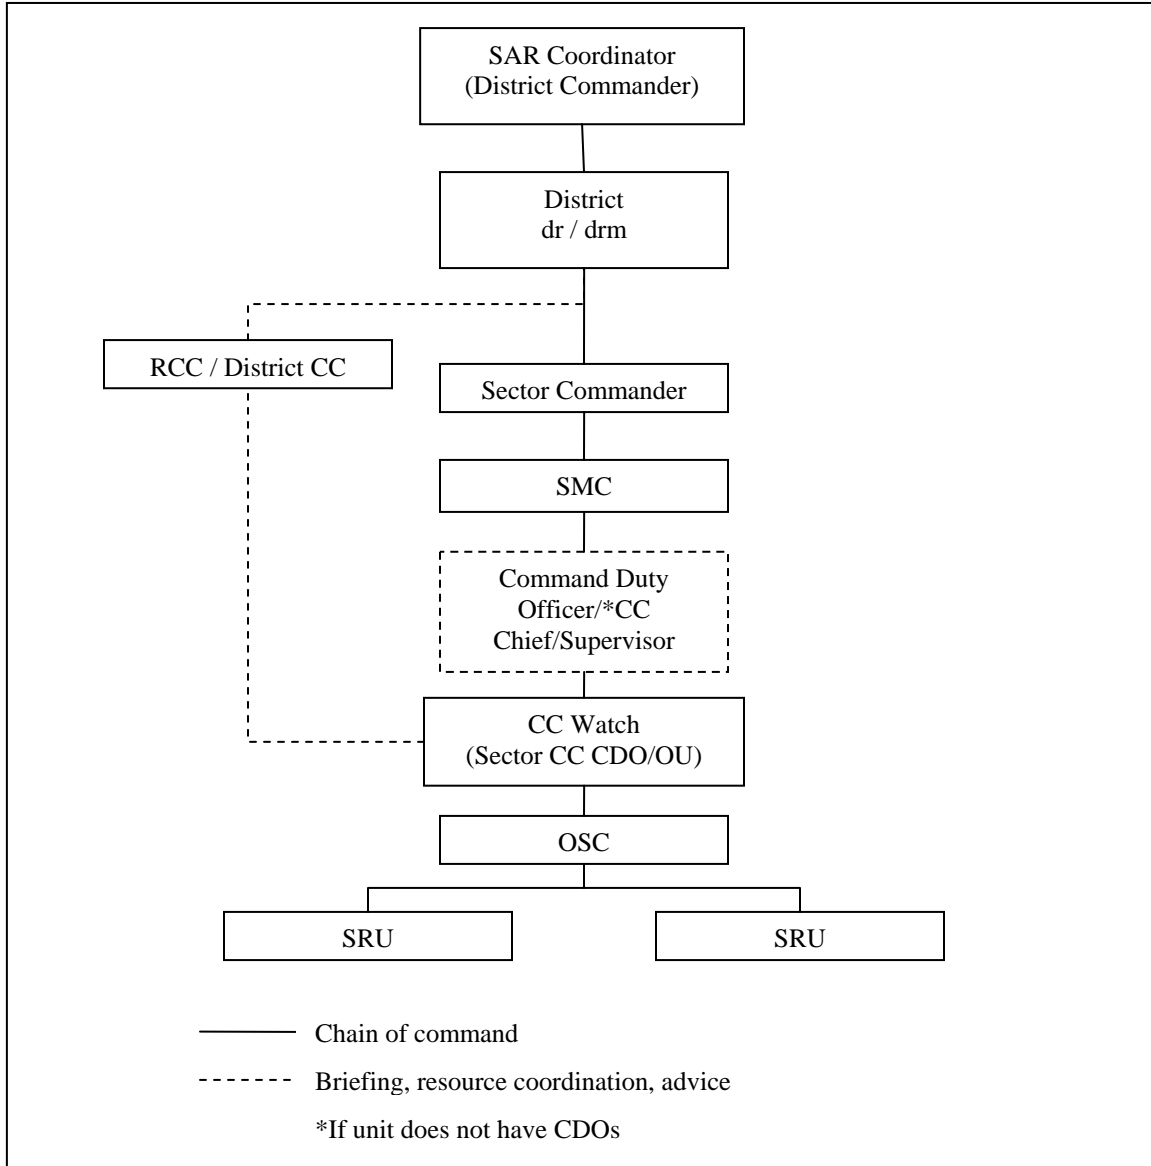 SAR Coordinator
(District Commander)
District
dr / drm
RCC / District CC
Sector Commander
SMC
Command Duty
Officer/*CC
Chief/Supervisor
CC Watch
(Sector CC CDO/OU)
OSC
SRU
SRU
Chain of command
Briefing, resource coordination, advice
*If unit does not have CDOs